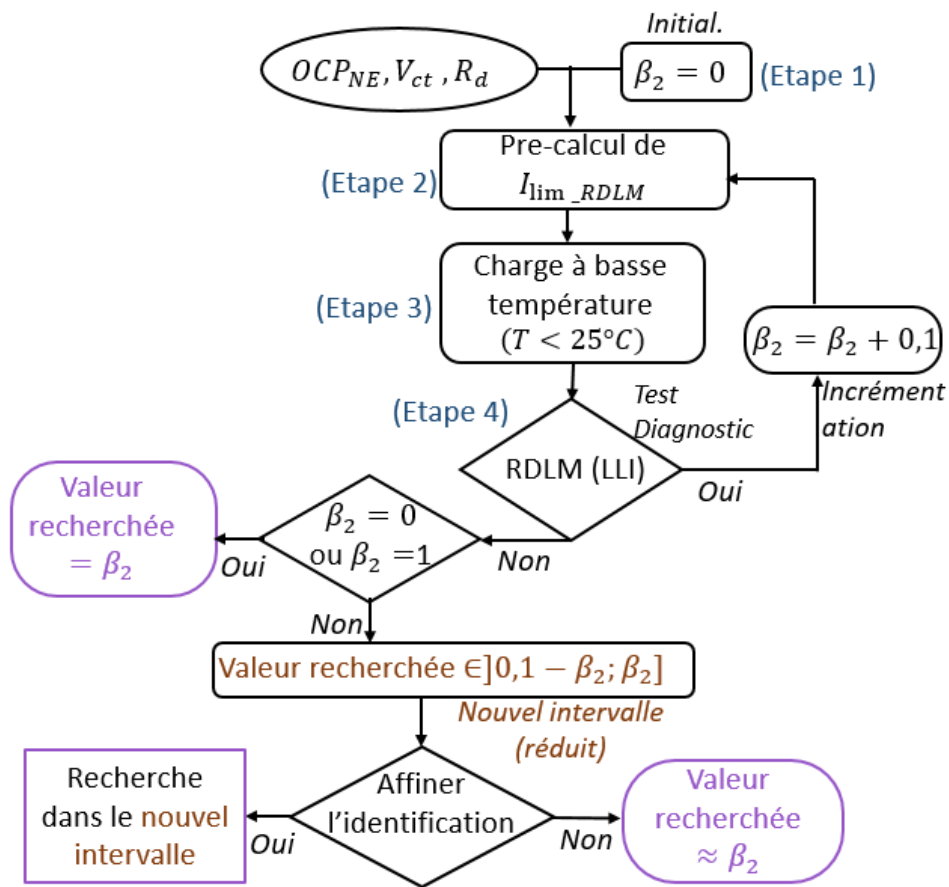 Initial.
OCP_NE, V_ct , R_d
β₂ = 0
(Etape 1)
Pre-calcul de
I_lim _RDLM
(Etape 2)
Charge à basse
température
(T < 25°C)
(Etape 3)
β₂ = β₂ + 0,1
Incrément
ation
(Etape 4)
Test
Diagnostic
RDLM (LLI)
Oui
Non
β₂ = 0
ou β₂ =1
Oui
Valeur
recherchée
= β₂
Non
Valeur recherchée ∈]0,1 − β₂; β₂]
Nouvel intervalle
(réduit)
Affiner
l'identification
Oui
Recherche
dans le nouvel
intervalle
Non
Valeur
recherchée
≈ β₂